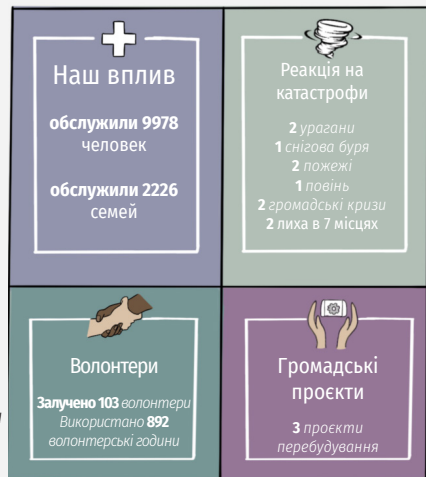 Наш вплив
обслужили 9978
человек
обслужили 2226
семей
Реакція на
катастрофи
2 урагани
1 снігова буря
2 пожежі
1 повінь
2 громадські кризи
2 лиха в 7 місцях
Волонтери
Залучено 103 волонтери
Використано 892
волонтерські години
Громадські
проєкти
3 проєкти
перебудування